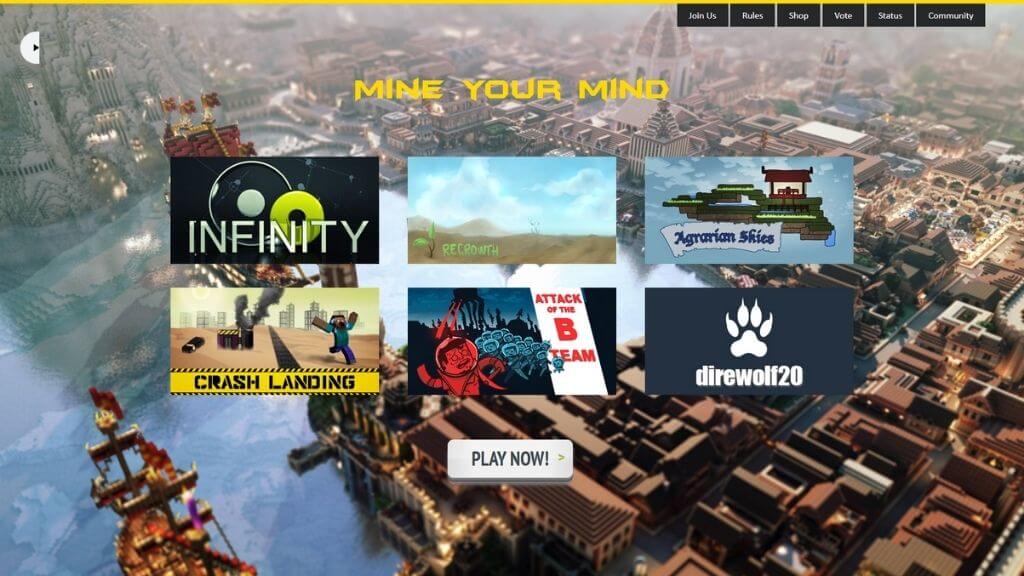 Join Us
Rules
Shop
Vote
Status
Community
MINE YOUR MIND
INFINITY
REGROWTH
Agrarian Skies
CRASH LANDING
ATTACK
OF THE
B
TEAM
direwolf20
PLAY NOW! >